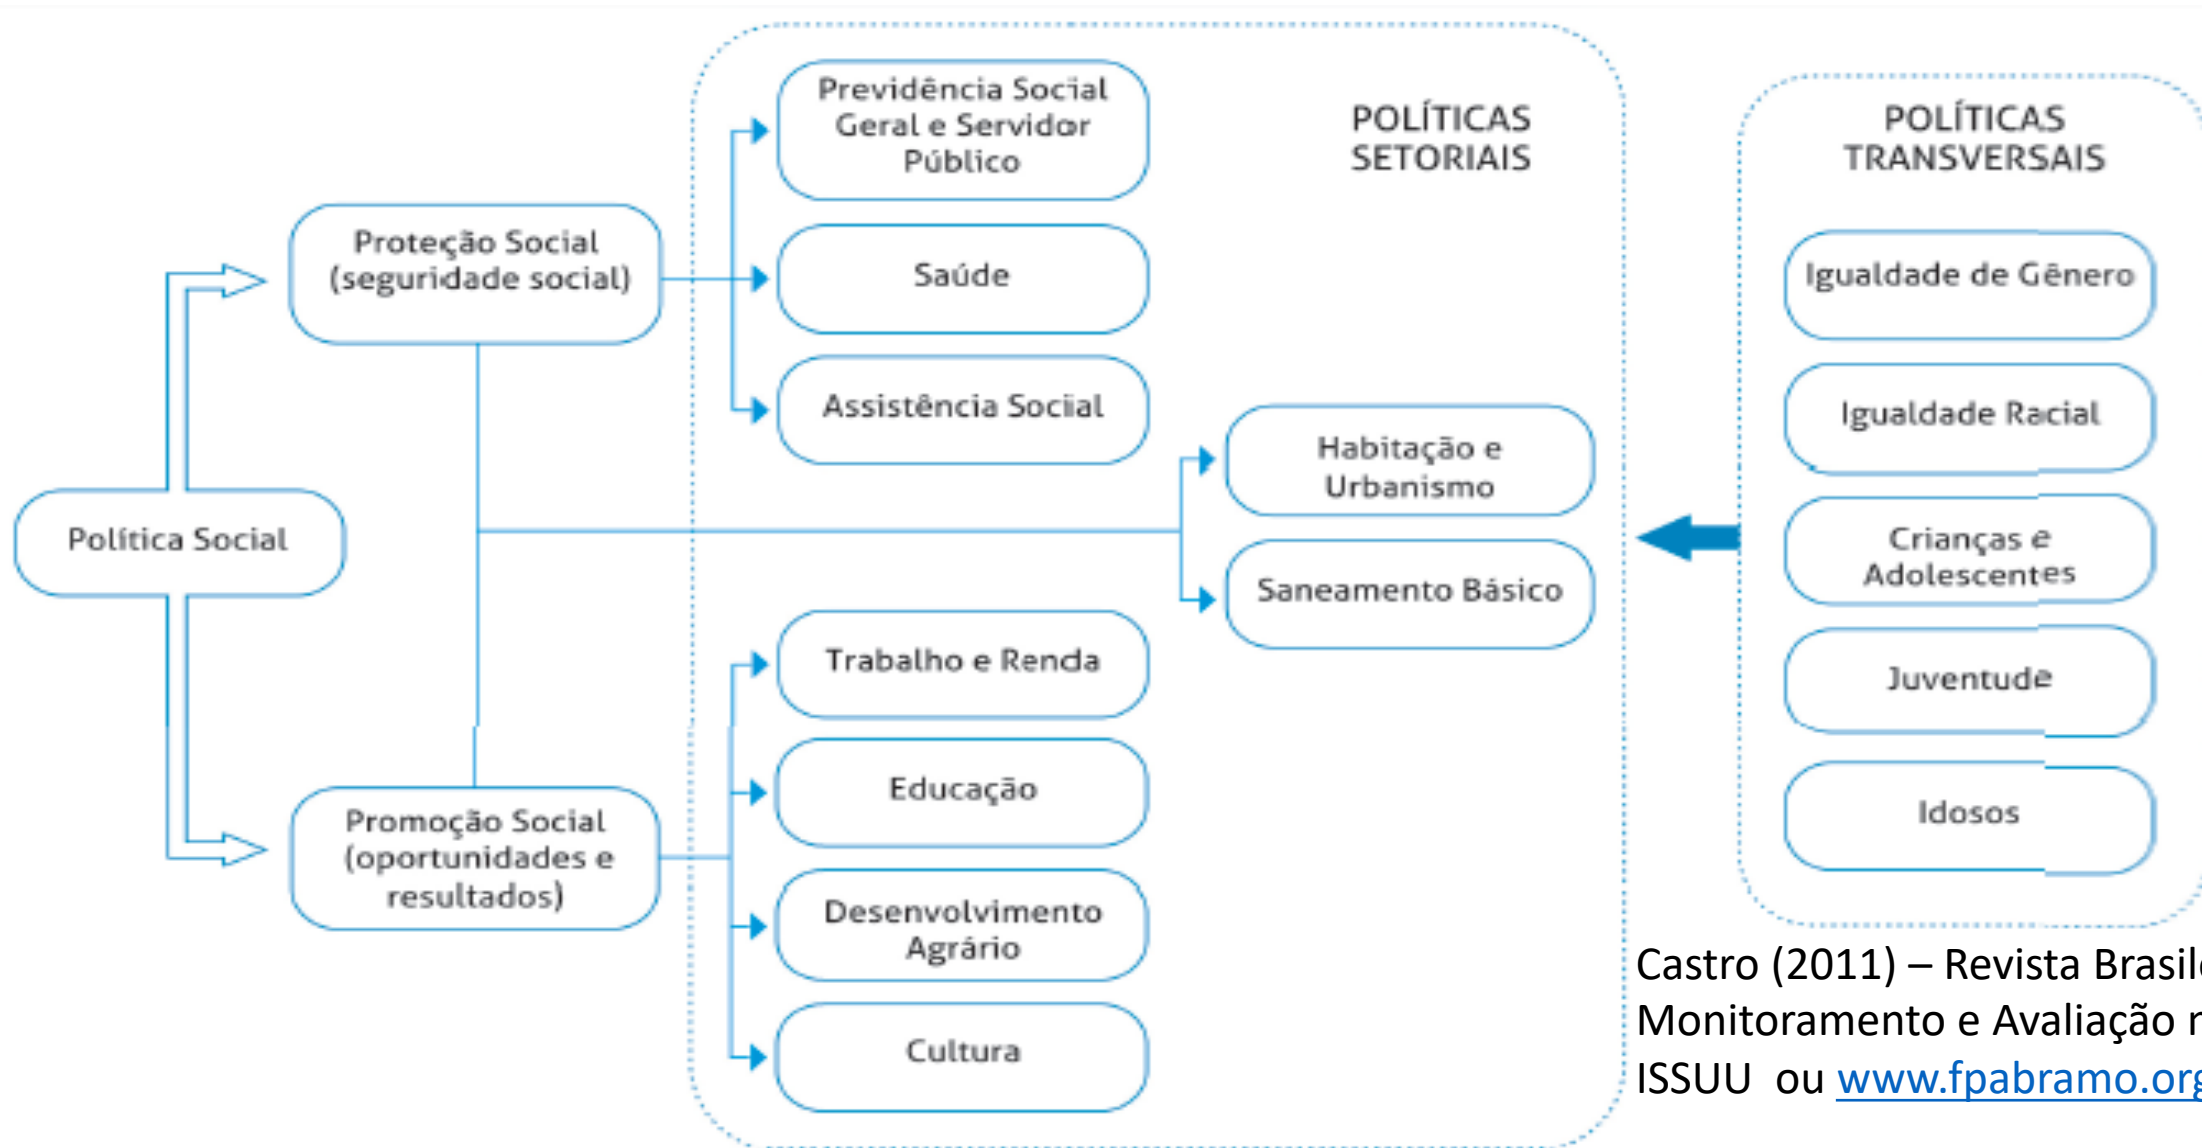 Política Social
Proteção Social
(seguridade social)
Promoção Social
(oportunidades e
resultados)
Previdência Social
Geral e Servidor
Público
Saúde
Assistência Social
Trabalho e Renda
Educação
Desenvolvimento
Agrário
Cultura
POLÍTICAS
SETORIAIS
Habitação e
Urbanismo
Saneamento Básico
POLÍTICAS
TRANSVERSAIS
Igualdade de Gênero
Igualdade Racial
Crianças e
Adolescentes
Juventude
Idosos
Castro (2011) – Revista
Monitoramento e Avaliação
ISSUU ou www.fpabramo.org